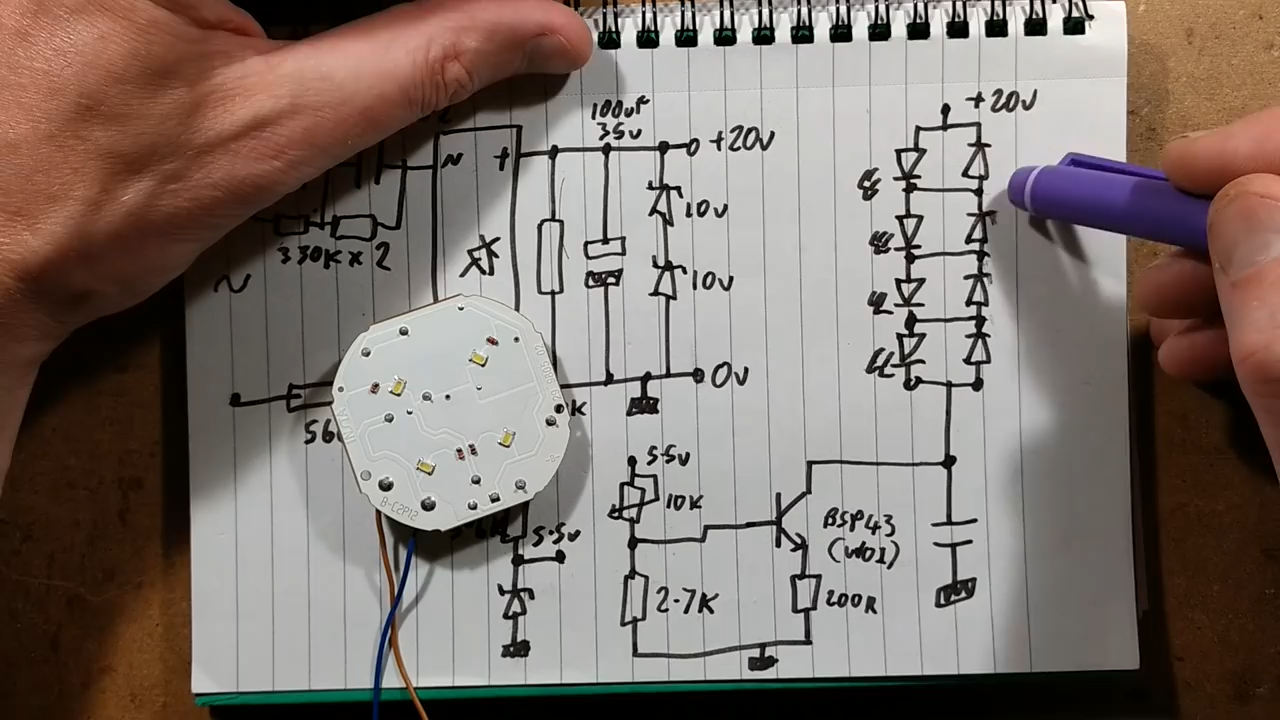 100uF
35v
+20v
~
+
10v
10v
330K x 2
~
0v
K
5.5v
5.5v
10K
2.7K
BSP43
(WOI)
200R
+20v
B-C2P12